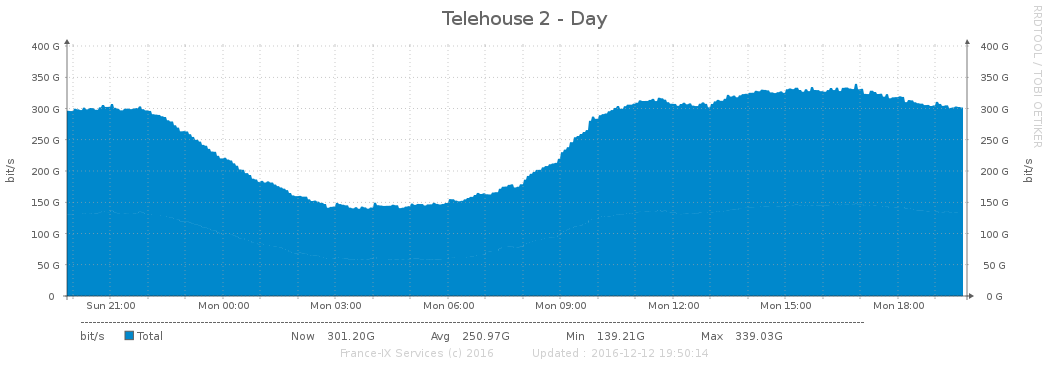 Telehouse 2 - Day
RRDTOOL / TOBI OETIKER
400 G 400 G
350 G 350 G
300 G 300 G
250 G 250 G
200 G 200 G
150 G 150 G
100 G 100 G
50 G 50 G
0 0 G
bit/s bit/s
Sun 21:00 Mon 00:00 Mon 03:00 Mon 06:00 Mon 09:00 Mon 12:00 Mon 15:00 Mon 18:00
bit/s Total Now 301.20G Avg 250.97G Min 139.21G Max 339.03G
France-IX Services (c) 2016 Updated : 2016-12-12 19:50:14